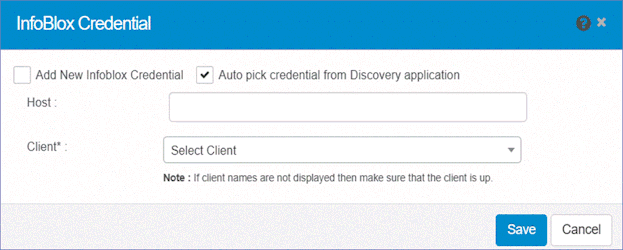 InfoBlox Credential
Add New Infoblox Credential Auto pick credential from Discovery application
Host :
Client* : Select Client
Note : If client names are not displayed then make sure that the client is up.
Save Cancel